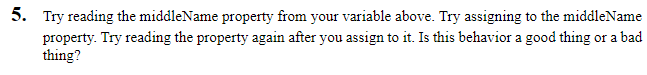 5. Try reading the middleName property from your variable above. Try assigning to the middleName
property. Try reading the property again after you assign to it. Is this behavior a good thing or a bad
thing?